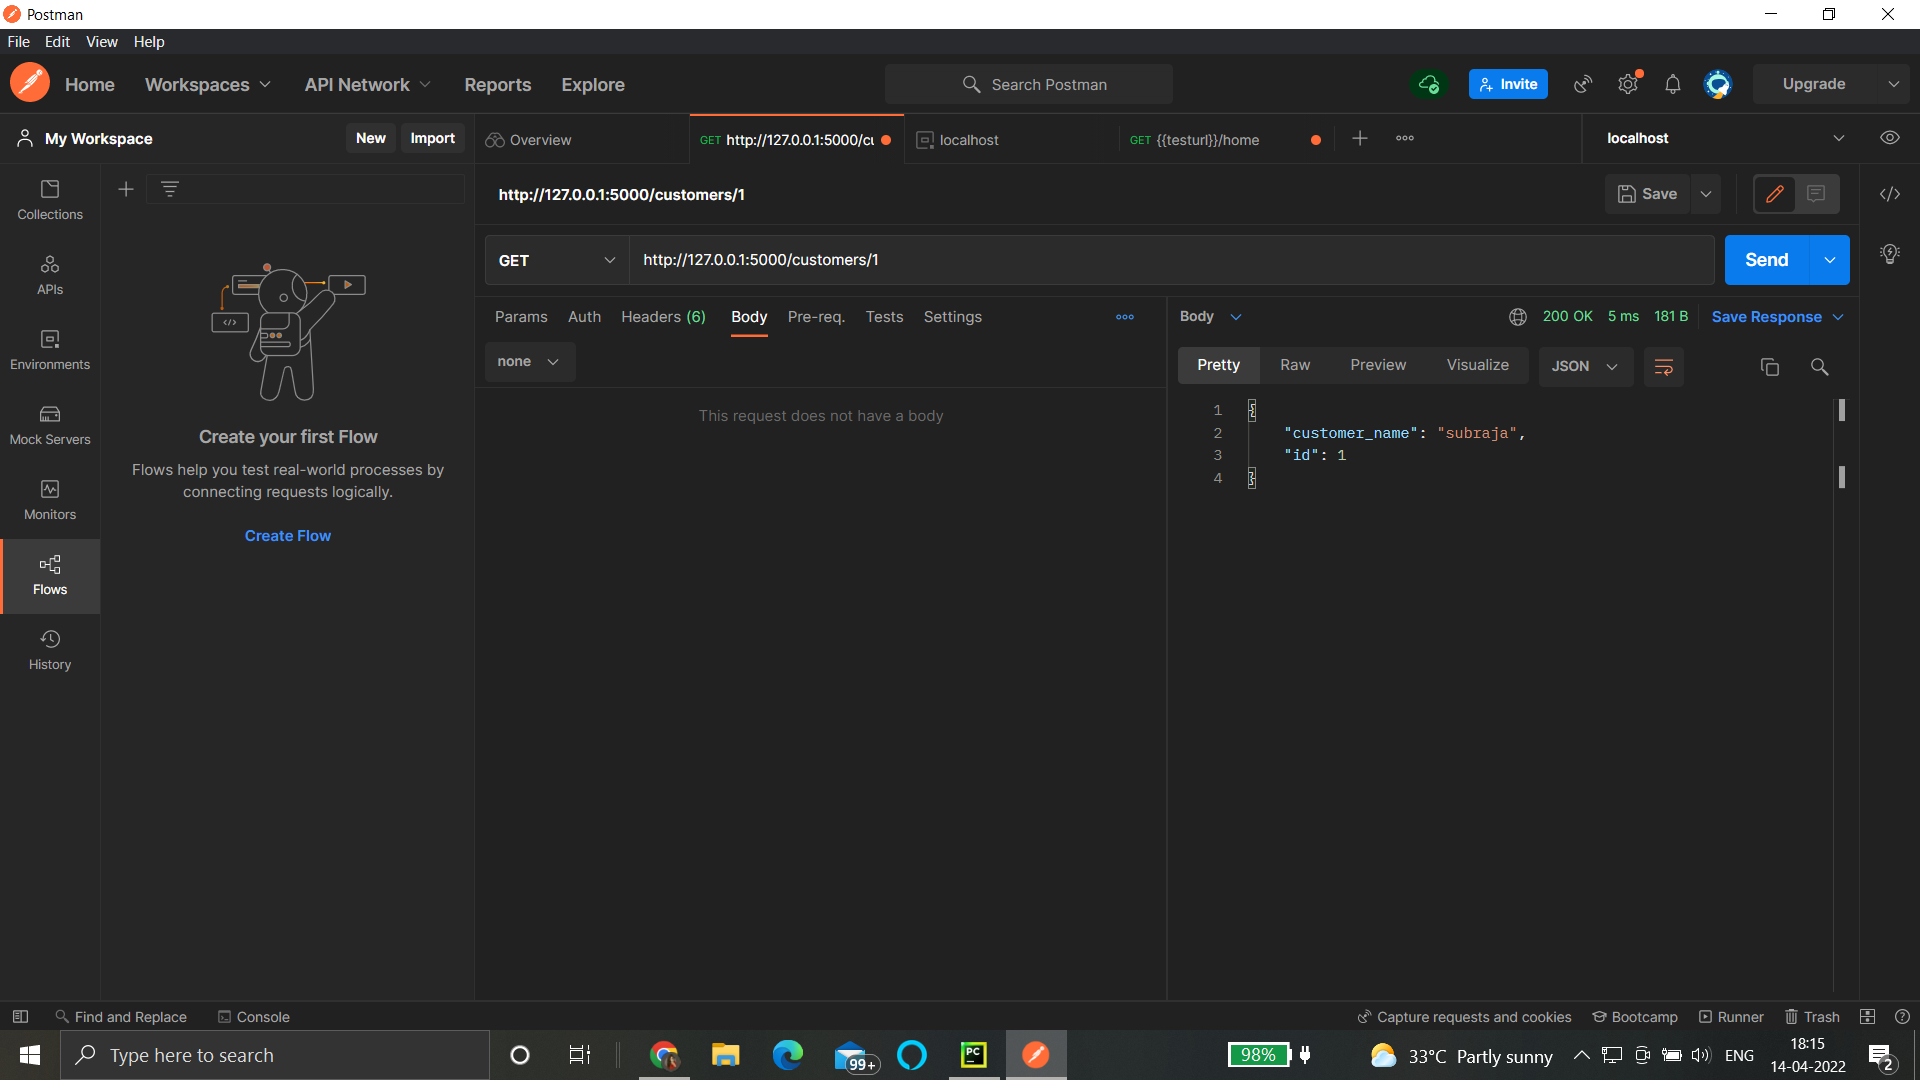 Postman
File Edit View Help
Home Workspaces API Network Reports Explore Search Postman Invite Upgrade
My Workspace New Import Overview GET http://127.0.0.1:5000/cu localhost GET {{testurl}}/home localhost
http://127.0.0.1:5000/customers/1 Save
Collections
GET http://127.0.0.1:5000/customers/1 Send
APIs
Params Auth Headers (6) Body Pre-req. Tests Settings Body 200 OK 5 ms 181 B Save Response
Environments
none Pretty Raw Preview Visualize JSON
This request does not have a body
1 {
2 "customer_name": "subraja",
3 "id": 1
4 }
Mock Servers
Create your first Flow
Flows help you test real-world processes by
connecting requests logically.
Create Flow
Monitors
Flows
History
Find and Replace Console Capture requests and cookies Bootcamp Runner Trash
Type here to search 99+ PC 98% 33°C Partly sunny ENG 18:15
14-04-2022 2